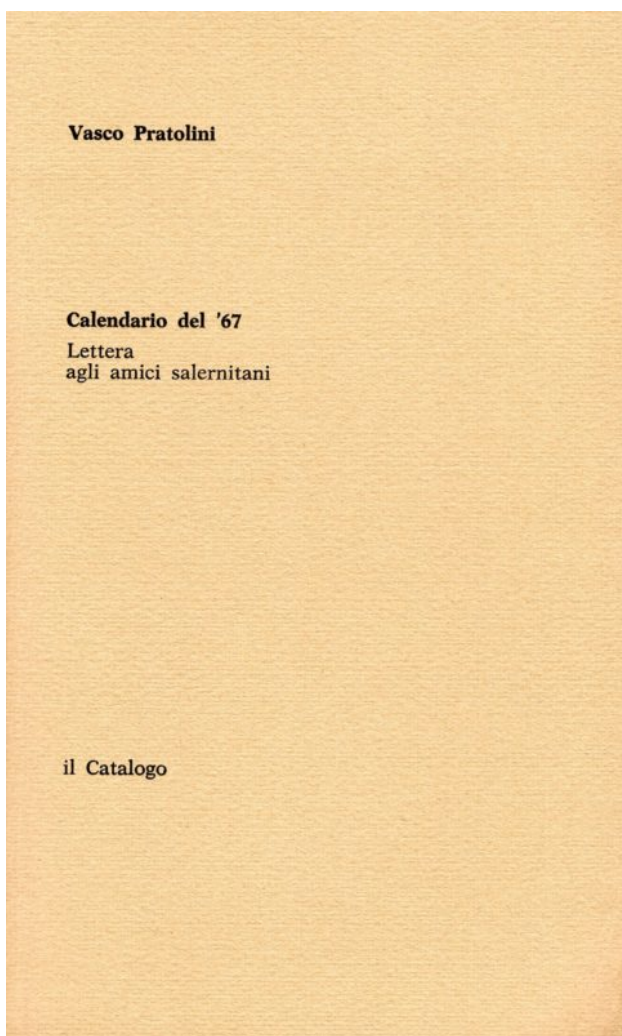 Vasco Pratolini
Calendario del '67
Lettera
agli amici salernitani
il Catalogo